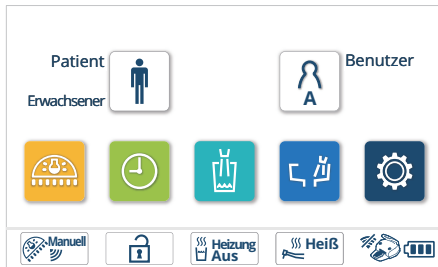 Patient
Erwachsener
Benutzer
A
Manuell
Heizung
Aus
Heiß